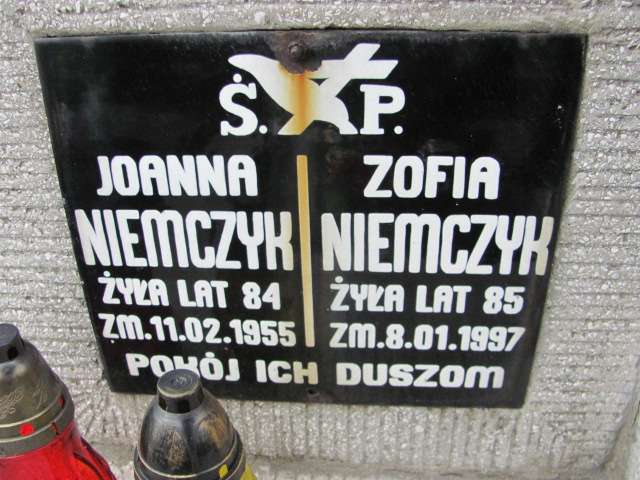 Ś. P.
JOANNA
NIEMCZYK
ŻYŁA LAT 84
ZM.11.02.1955
ZOFIA
NIEMCZYK
ŻYŁA LAT 85
ZM.8.01.1997
POKÓJ ICH DUSZOM